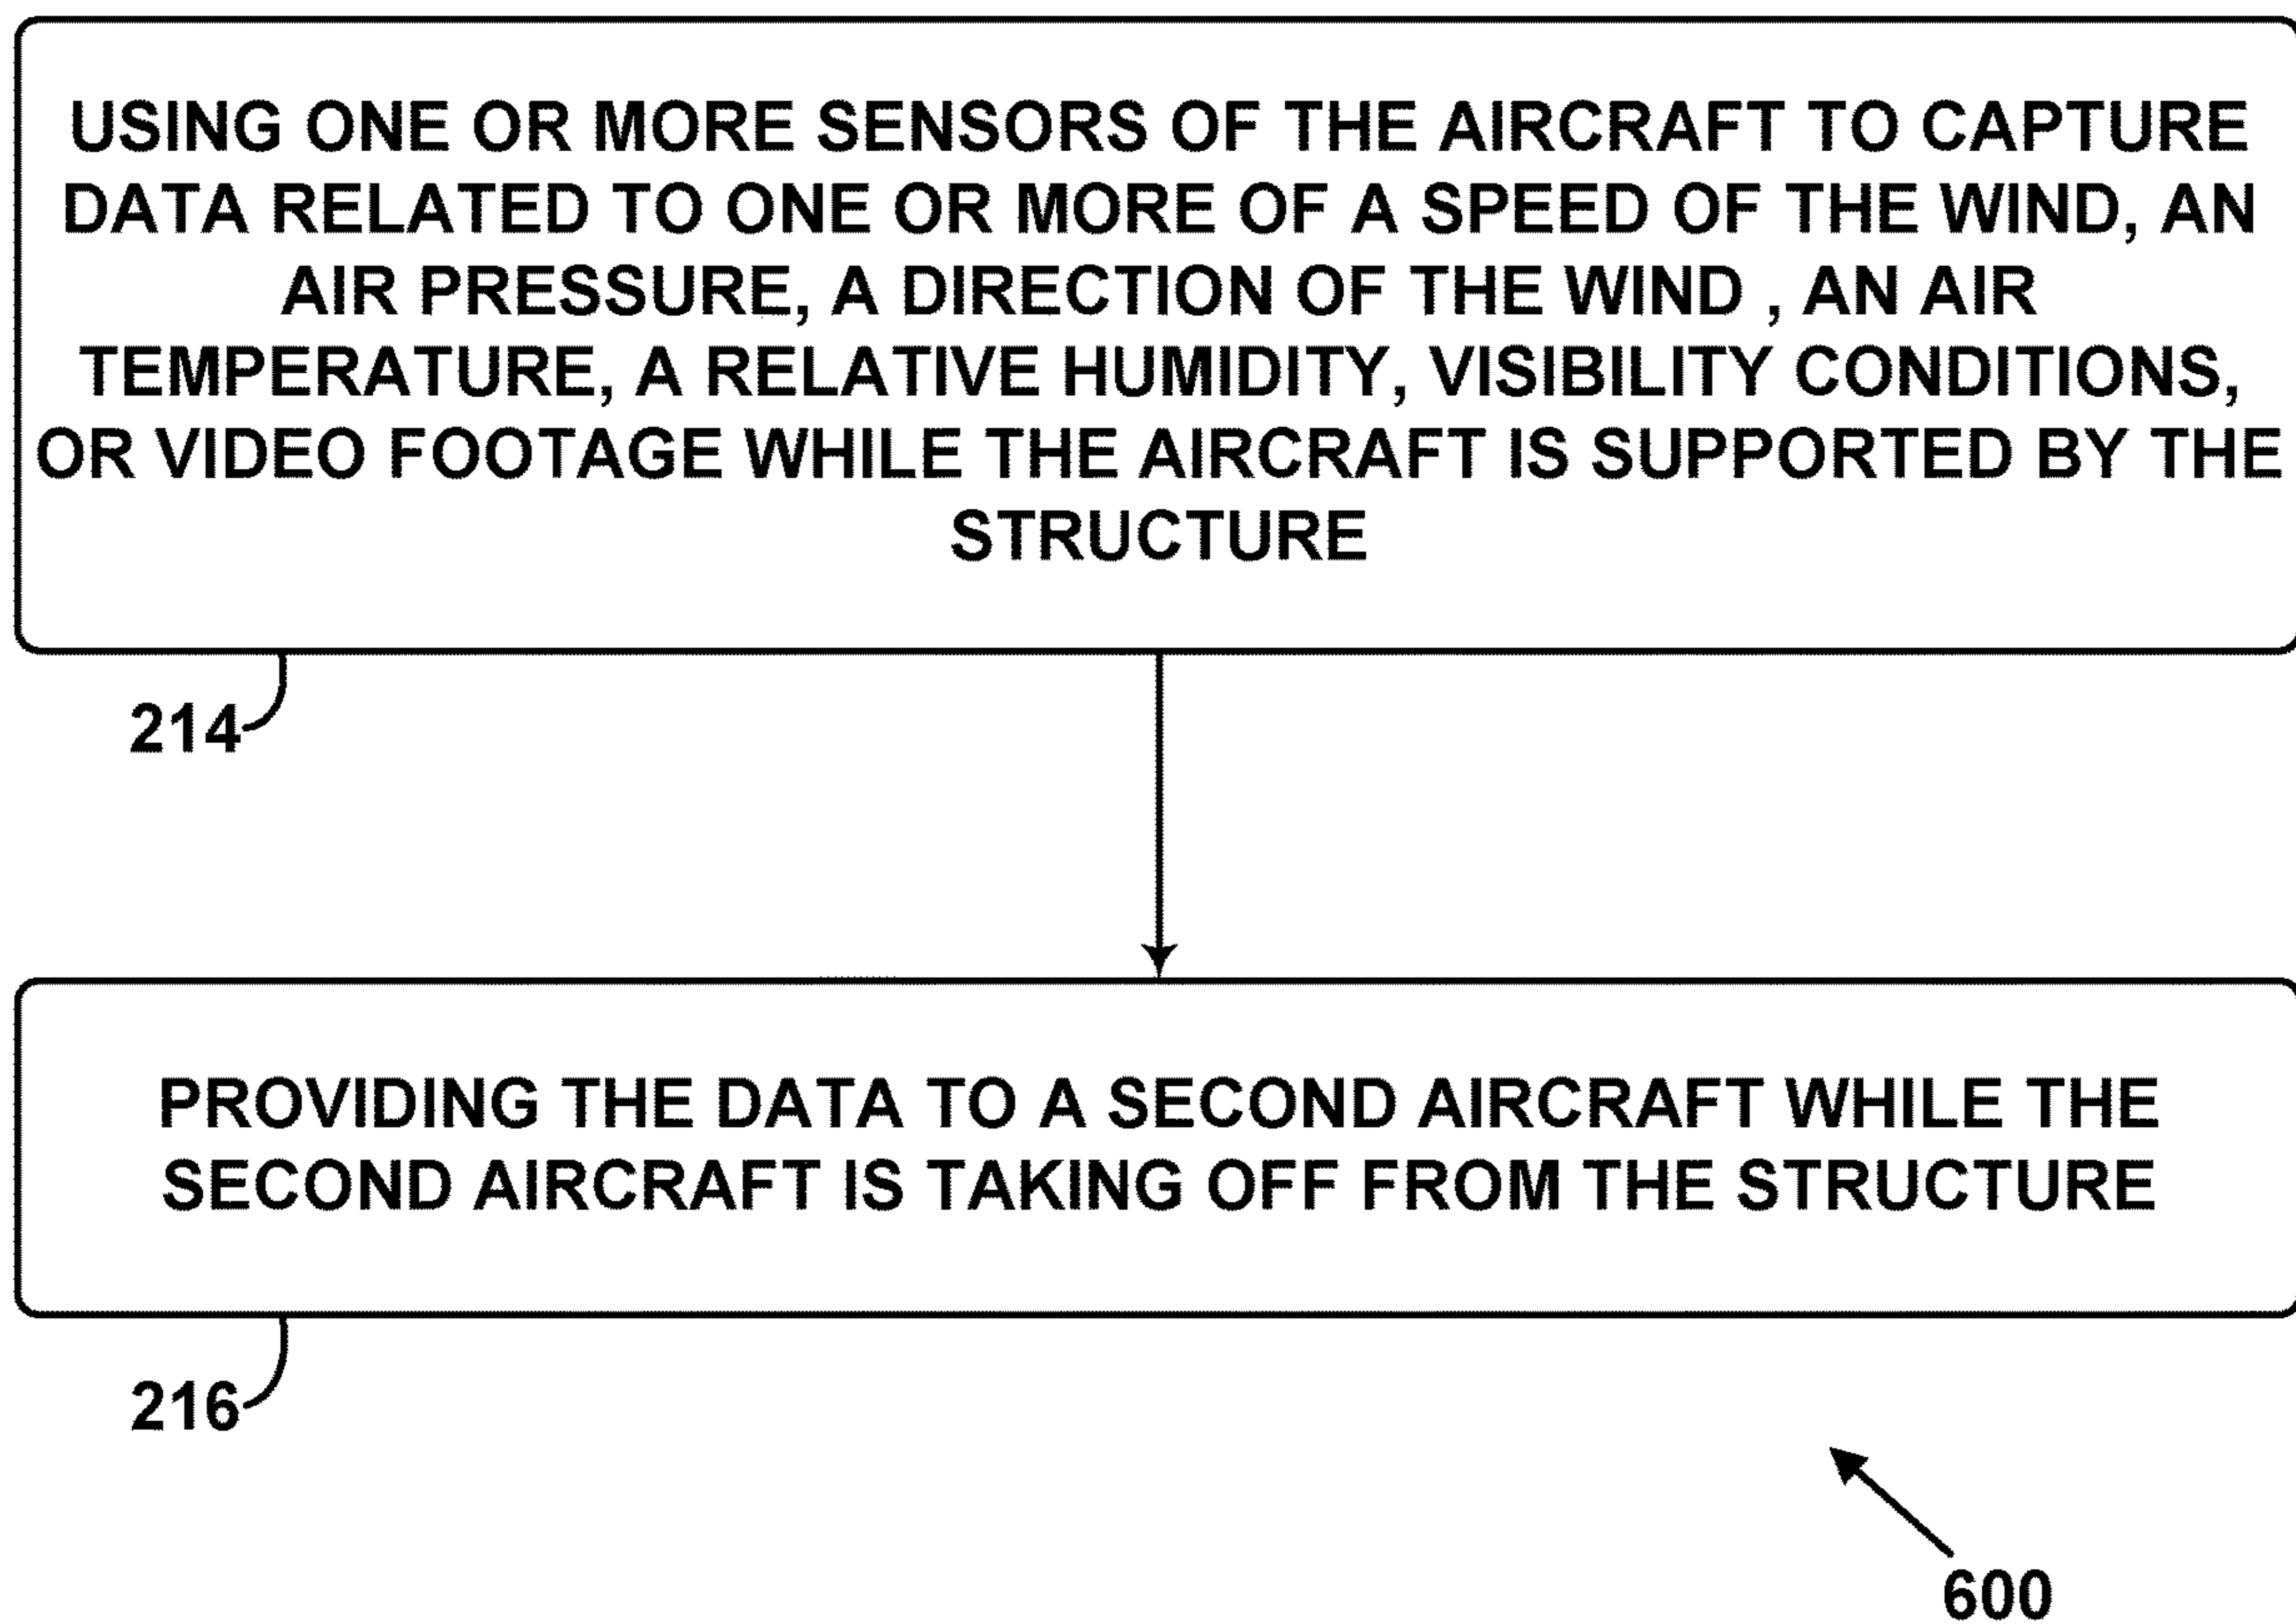 USING ONE OR MORE SENSORS OF THE AIRCRAFT TO CAPTURE
DATA RELATED TO ONE OR MORE OF A SPEED OF THE WIND, AN
AIR PRESSURE, A DIRECTION OF THE WIND , AN AIR
TEMPERATURE, A RELATIVE HUMIDITY, VISIBILITY CONDITIONS,
OR VIDEO FOOTAGE WHILE THE AIRCRAFT IS SUPPORTED BY THE
STRUCTURE
214
PROVIDING THE DATA TO A SECOND AIRCRAFT WHILE THE
SECOND AIRCRAFT IS TAKING OFF FROM THE STRUCTURE
216
600